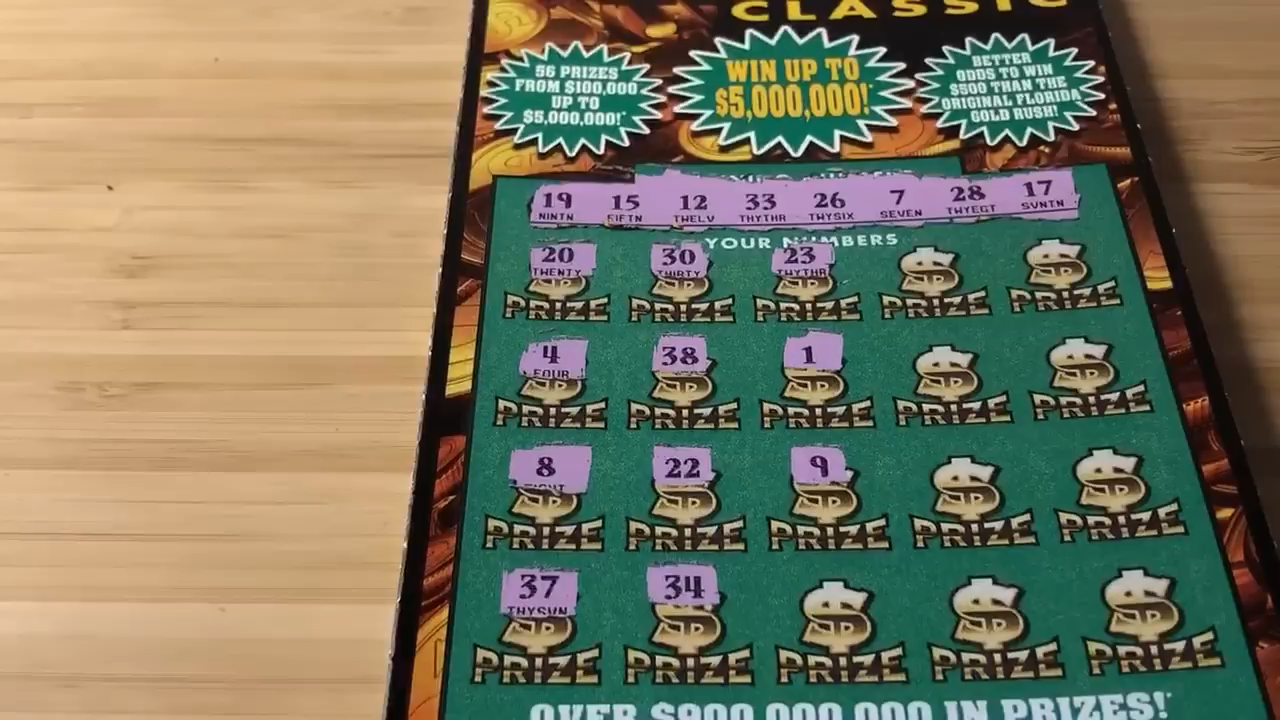 CLASSIC
56 PRIZES
FROM $100,000
UP TO
$5,000,000!*
WIN UP TO
$5,000,000!*
BETTER
ODDS TO WIN
$500 THAN THE
ORIGINAL FLORIDA
GOLD RUSH!
19 15 12 33 26 7 28 17
NINTN FIFTN TWELV THYTHR TWYSIX SEVEN TWYEGT SVNTN
YOUR NUMBERS
20 30 23
TWENTY THIRTY TWYTHR
PRIZE PRIZE PRIZE PRIZE PRIZE
4 38 1
FOUR
PRIZE PRIZE PRIZE PRIZE PRIZE
8 22 9
PRIZE PRIZE PRIZE PRIZE PRIZE
37 34
THYSVN
PRIZE PRIZE PRIZE PRIZE PRIZE
OVER $900,000,000 IN PRIZES!*